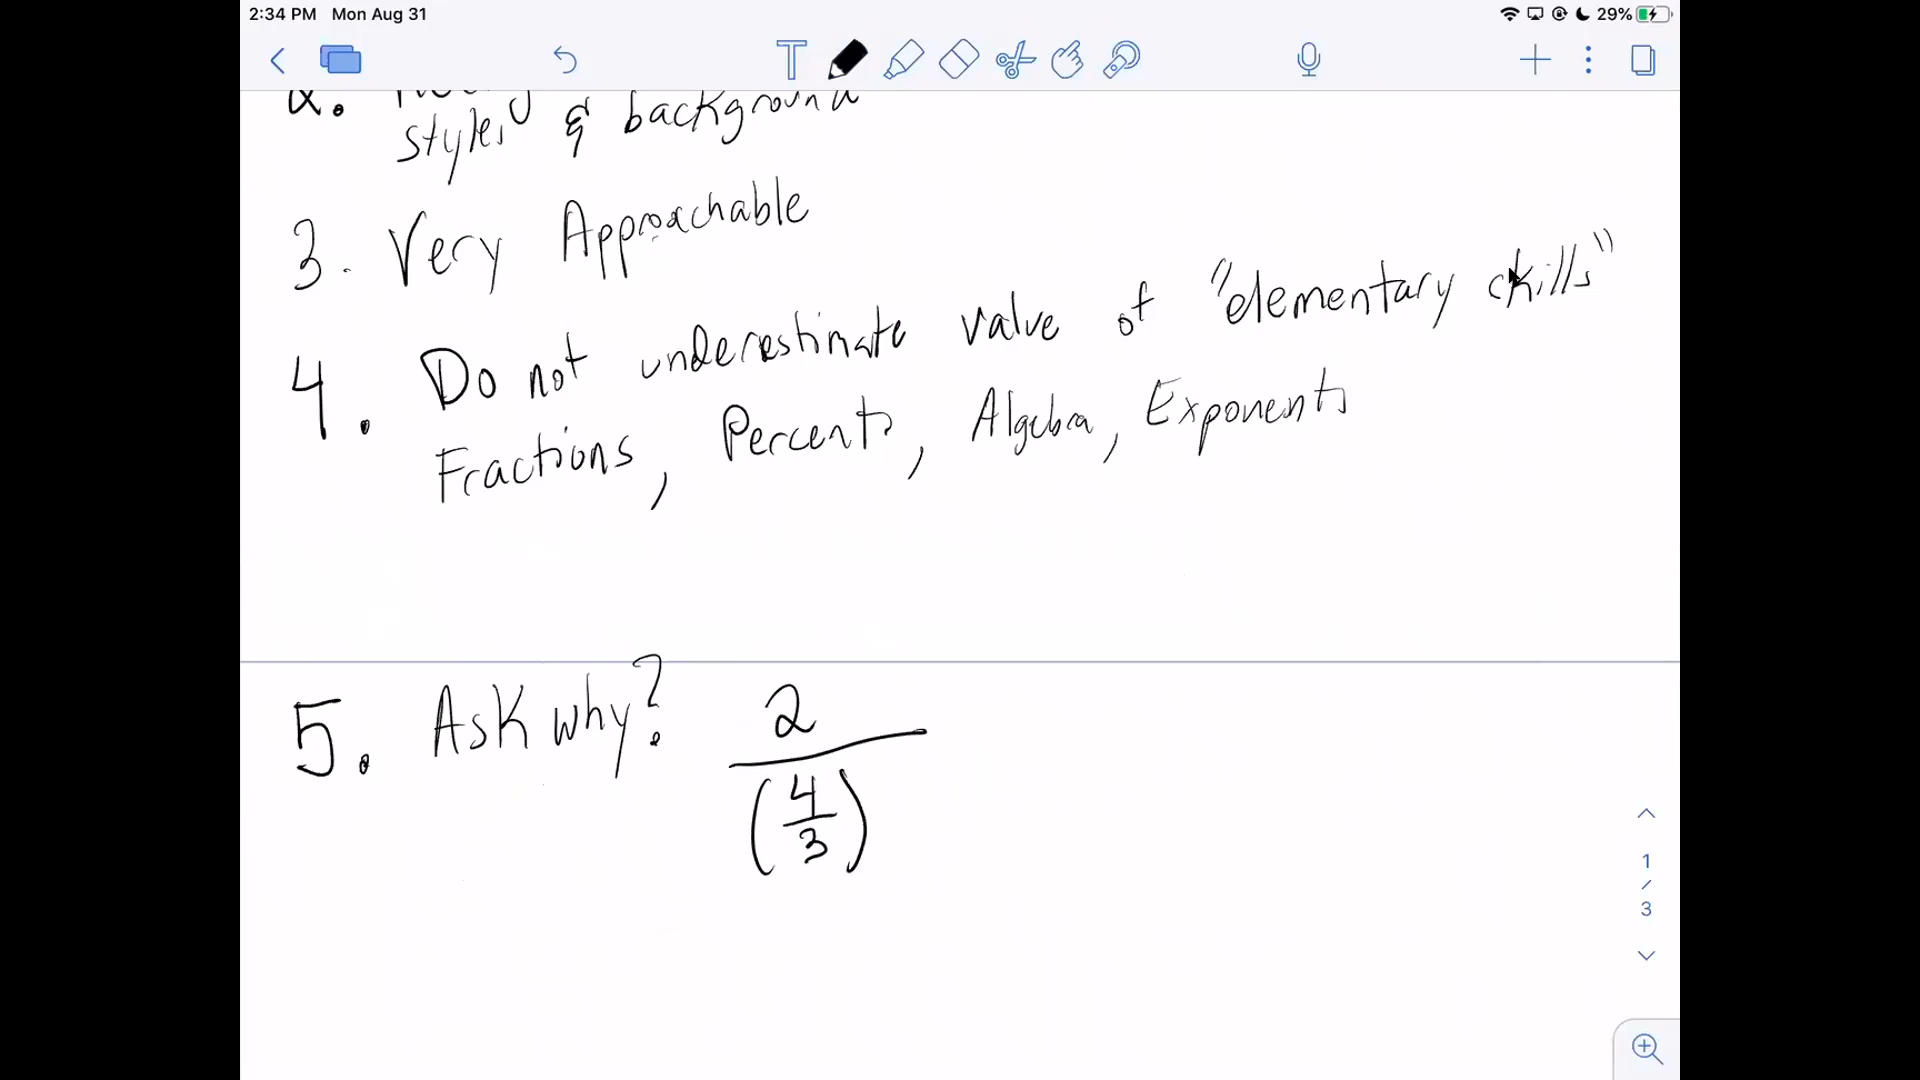 2:34 PM Mon Aug 31
29%
2.
styles & background
3. Very Approachable
4. Do not underestimate value of "elementary skills"
Fractions, Percents, Algebra, Exponents
5. Ask why? 2
(4
3)
1
/
3